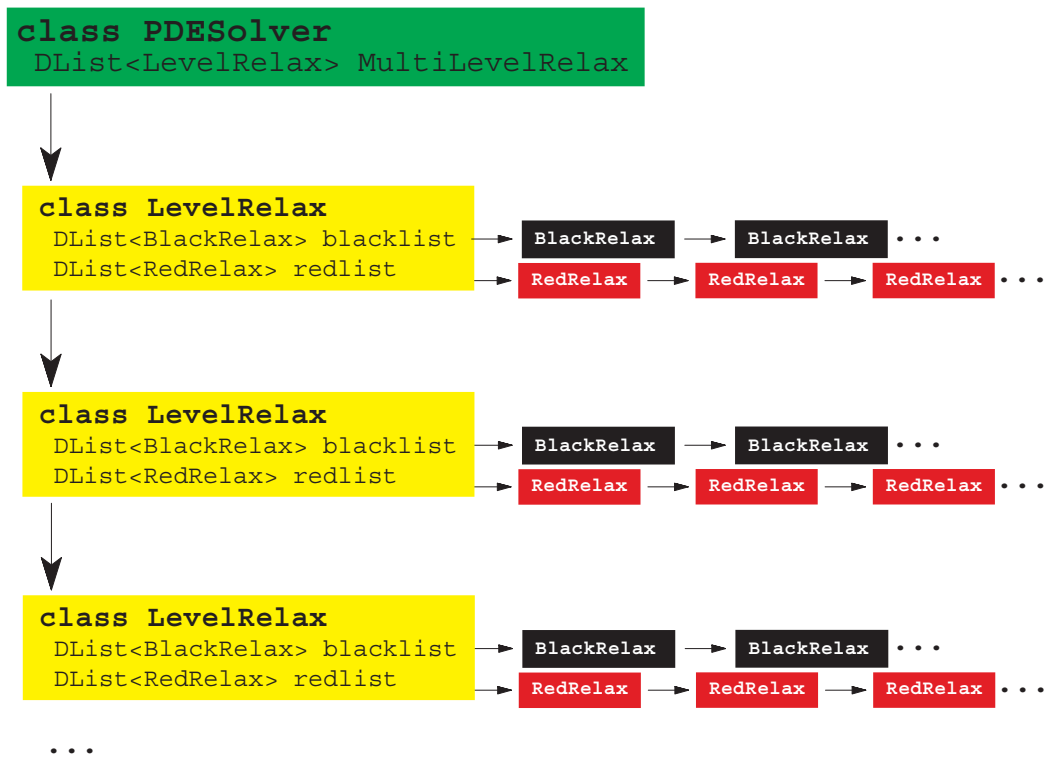 class PDESolver
DList<LevelRelax> MultiLevelRelax
class LevelRelax
DList<BlackRelax> blacklist BlackRelax BlackRelax ...
DList<RedRelax> redlist RedRelax RedRelax RedRelax ...
class LevelRelax
DList<BlackRelax> blacklist BlackRelax BlackRelax ...
DList<RedRelax> redlist RedRelax RedRelax RedRelax ...
class LevelRelax
DList<BlackRelax> blacklist BlackRelax BlackRelax ...
DList<RedRelax> redlist RedRelax RedRelax RedRelax ...
...